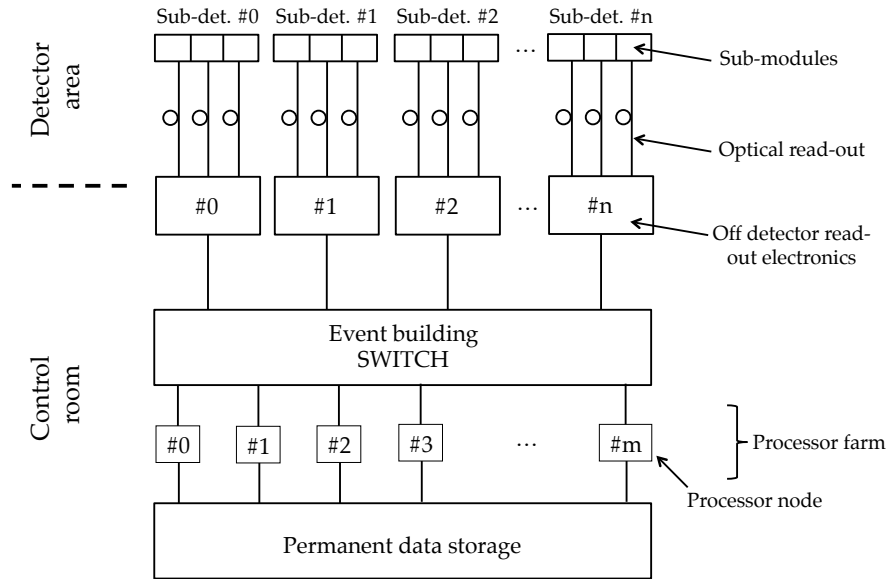 Sub-det. #0 Sub-det. #1 Sub-det. #2 Sub-det. #n
...
Sub-modules
Detector
area
Optical read-out
#0 #1 #2 ... #n
Off detector read-
out electronics
Event building
SWITCH
Control
room
#0 #1 #2 #3 ... #m
Processor farm
Processor node
Permanent data storage